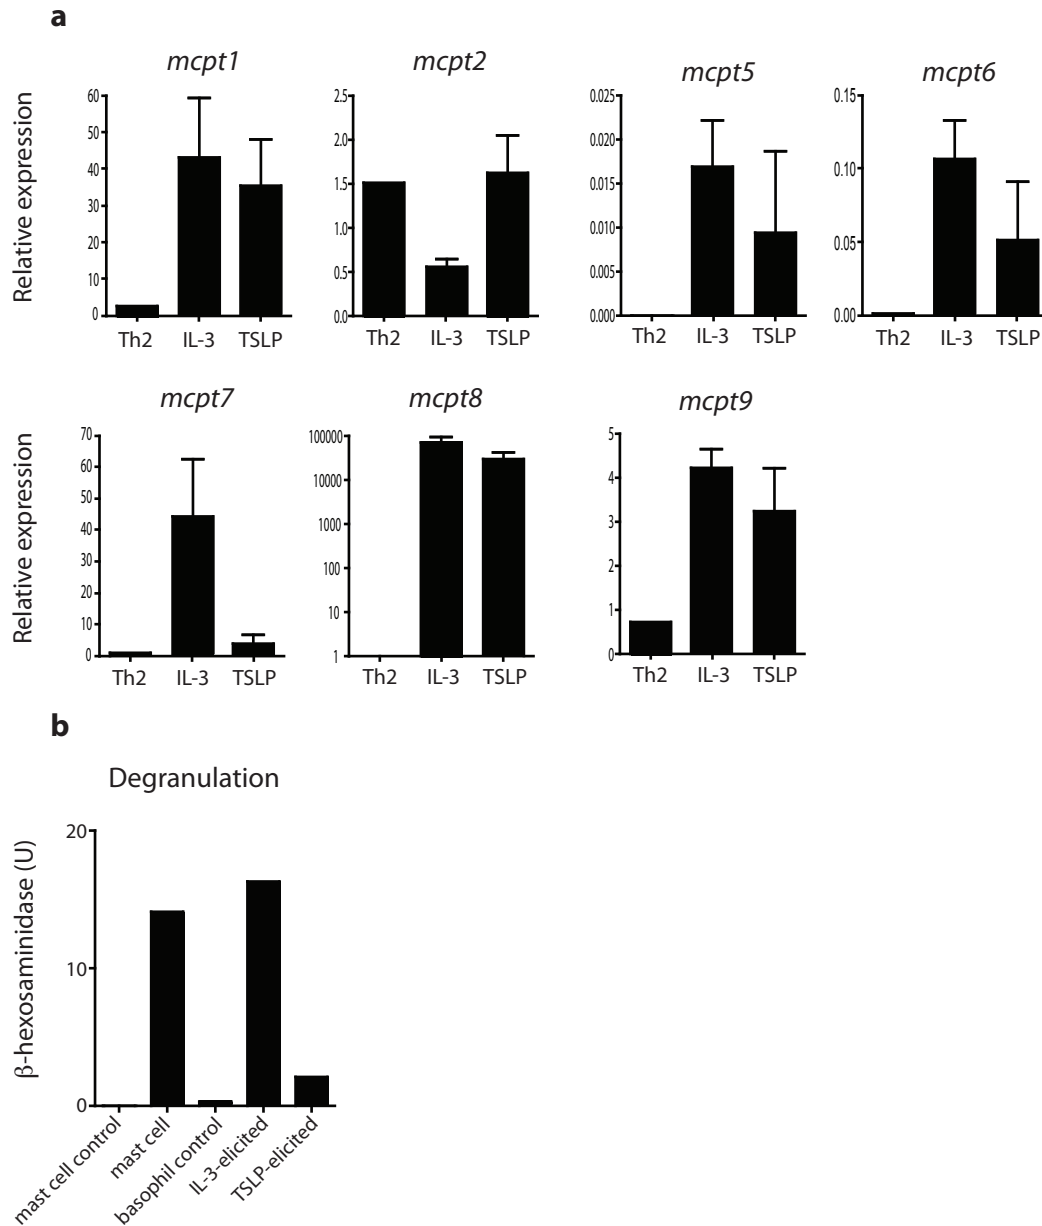 a
mcpt1
mcpt2
mcpt5
mcpt6
Relative expression
60
50
40
30
20
10
0
Th2 IL-3 TSLP
2.5
2.0
1.5
1.0
0.5
0.0
Th2 IL-3 TSLP
0.025
0.020
0.015
0.010
0.005
0.000
Th2 IL-3 TSLP
0.15
0.10
0.05
0.00
Th2 IL-3 TSLP
mcpt7
mcpt8
mcpt9
Relative expression
70
60
50
40
30
20
10
0
Th2 IL-3 TSLP
100000
10000
1000
100
10
1
Th2 IL-3 TSLP
5
4
3
2
1
0
Th2 IL-3 TSLP
b
Degranulation
β-hexosaminidase (U)
20
10
0
mast cell control
mast cell
basophil control
IL-3-elicited
TSLP-elicited